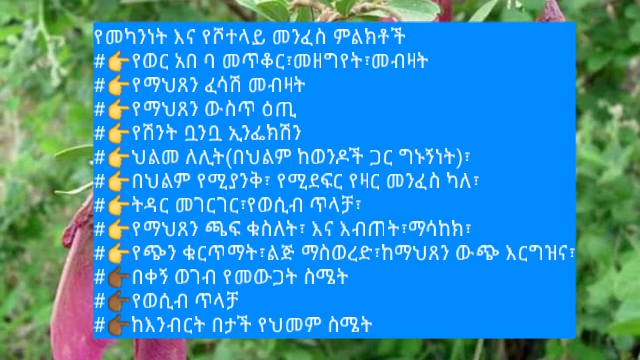 የመካንነት እና የሾተላይ መንፈስ ምልክቶች
#👉የወር አበ ባ መጥቆር፣መዘግየት፣መብዛት
#👉የማህጸን ፈሳሽ መብዛት
#👉የማህጸን ውስጥ ዕጢ
#👉የሽንት ቧንቧ ኢንፌክሽን
#👉ህልመ ለሊት(በህልም ከወንዶች ጋር ግኑኝነት)፣
#👉በህልም የሚያንቅ፣ የሚደፍር የዛር መንፈስ ካለ፣
#👉ትዳር መገርገር፣የወሲብ ጥላቻ፣
#👉የማህጸን ጫፍ ቁስለት፣ እና እብጠት፣ማሳከክ፣
#👉የጭን ቁርጥማት፣ልጅ ማስወረድ፣ከማህጸን ውጭ እርግዝና፣
#👉🏾በቀኝ ወገብ የመውጋት ስሜት
#👉🏾የወሲብ ጥላቻ
#👉🏾ከእንብርት በታች የህመም ስሜት